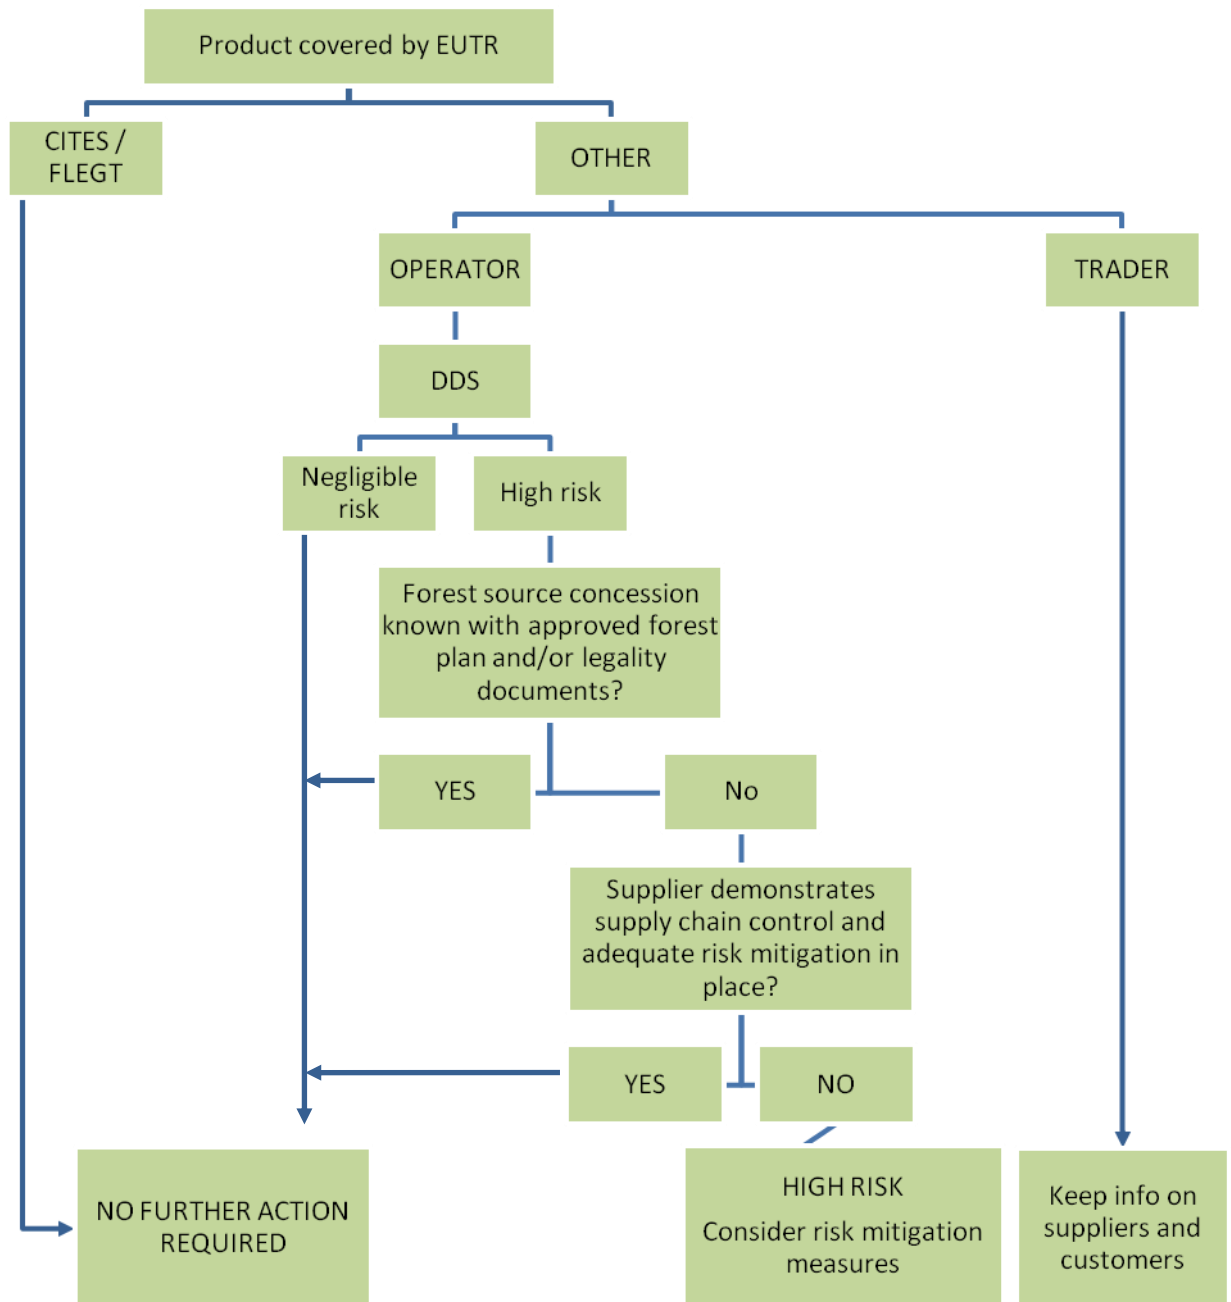 Product covered by EUTR
CITES /
FLEGT
OTHER
OPERATOR
TRADER
DDS
Negligible
risk
High risk
Forest source concession
known with approved forest
plan and/or legality
documents?
YES
No
Supplier demonstrates
supply chain control and
adequate risk mitigation in
place?
YES
NO
NO FURTHER ACTION
REQUIRED
HIGH RISK
Consider risk mitigation
measures
Keep info on
suppliers and
customers